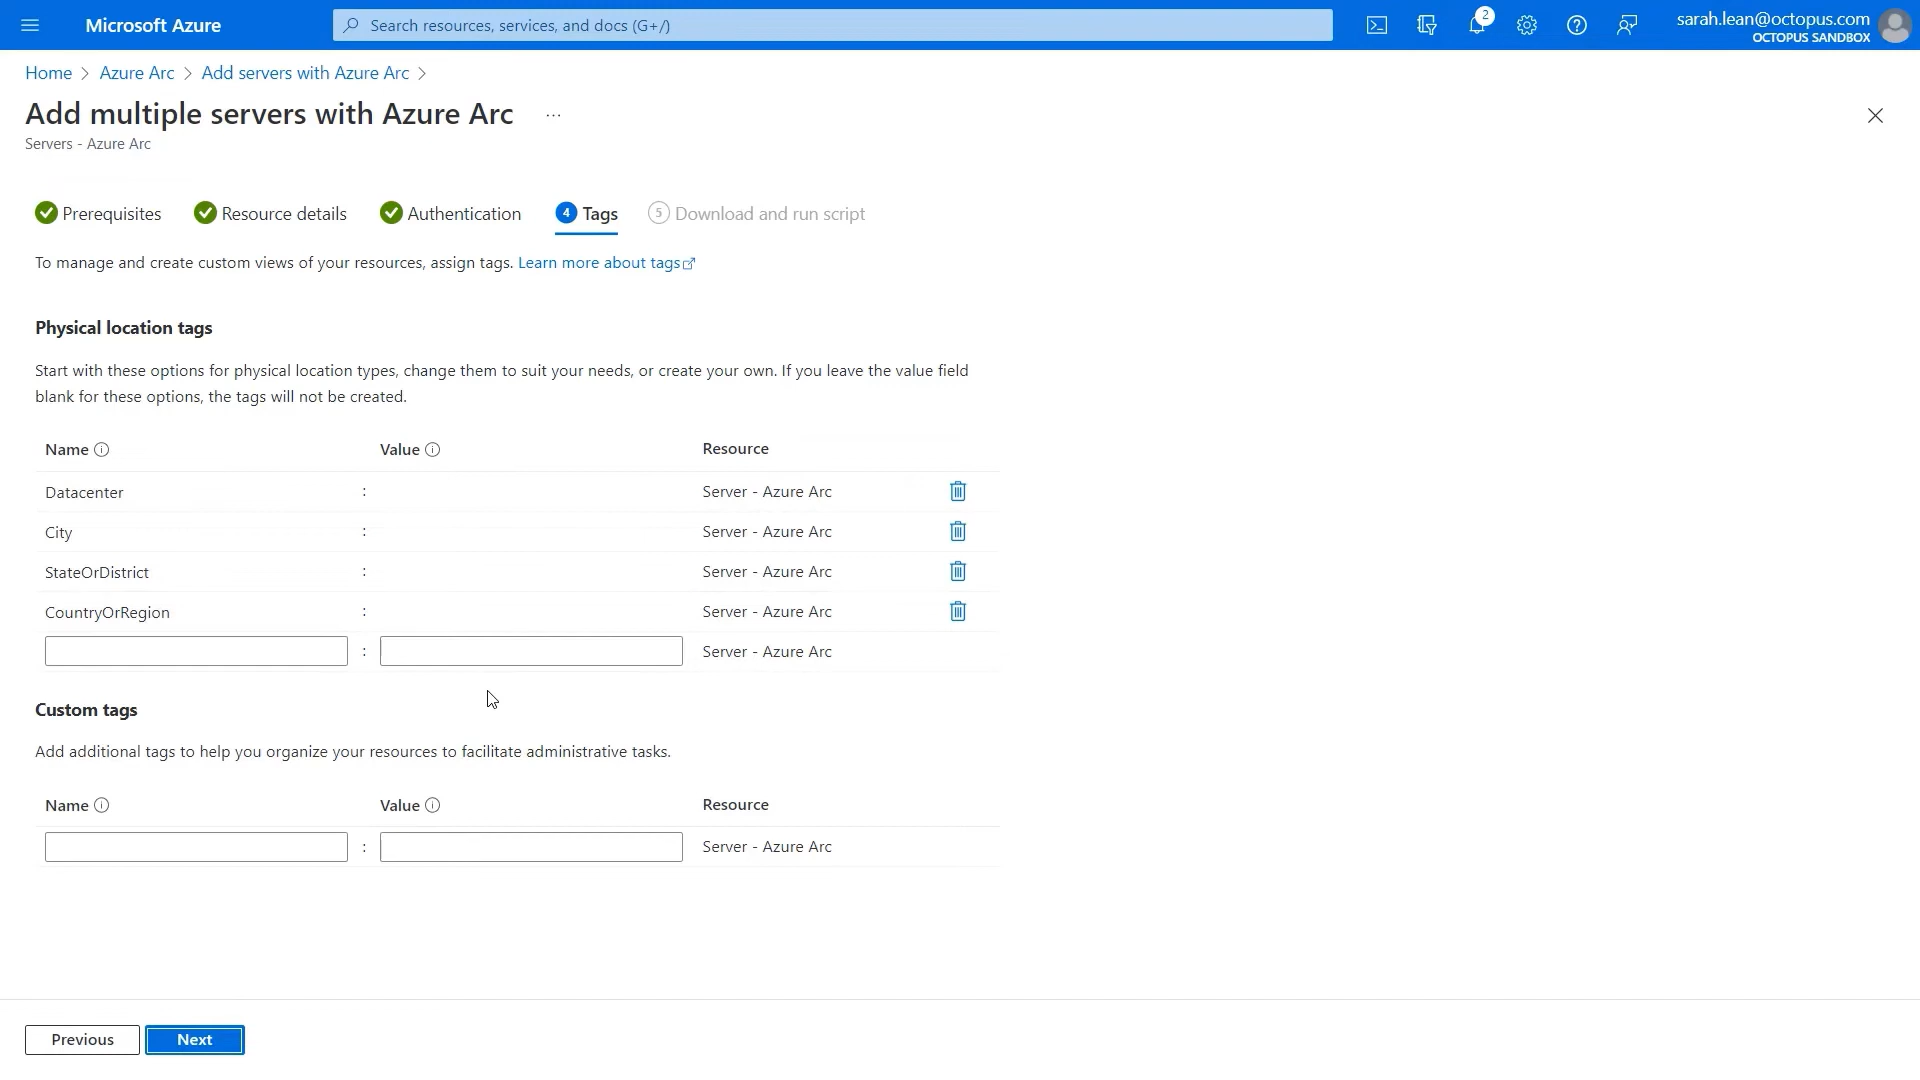 Microsoft Azure
Search resources, services, and docs (G+/)
2
sarah.lean@octopus.com
OCTOPUS SANDBOX
Home > Azure Arc > Add servers with Azure Arc >
Add multiple servers with Azure Arc ...
Servers - Azure Arc
Prerequisites Resource details Authentication 4 Tags 5 Download and run script
To manage and create custom views of your resources, assign tags. Learn more about tags
Physical location tags
Start with these options for physical location types, change them to suit your needs, or create your own. If you leave the value field
blank for these options, the tags will not be created.
Name Value Resource
Datacenter : Server - Azure Arc
City : Server - Azure Arc
StateOrDistrict : Server - Azure Arc
CountryOrRegion : Server - Azure Arc
: Server - Azure Arc
Custom tags
Add additional tags to help you organize your resources to facilitate administrative tasks.
Name Value Resource
: Server - Azure Arc
Previous Next